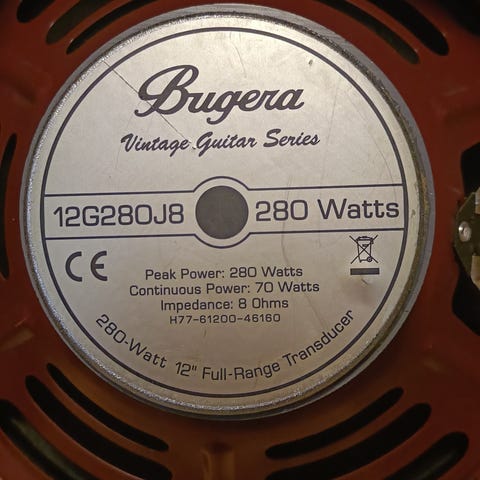 Bugera
Vintage Guitar Series
12G280J8 280 Watts
CE
Peak Power: 280 Watts
Continuous Power: 70 Watts
Impedance: 8 Ohms
H77-61200-46160
280-Watt 12" Full-Range Transducer